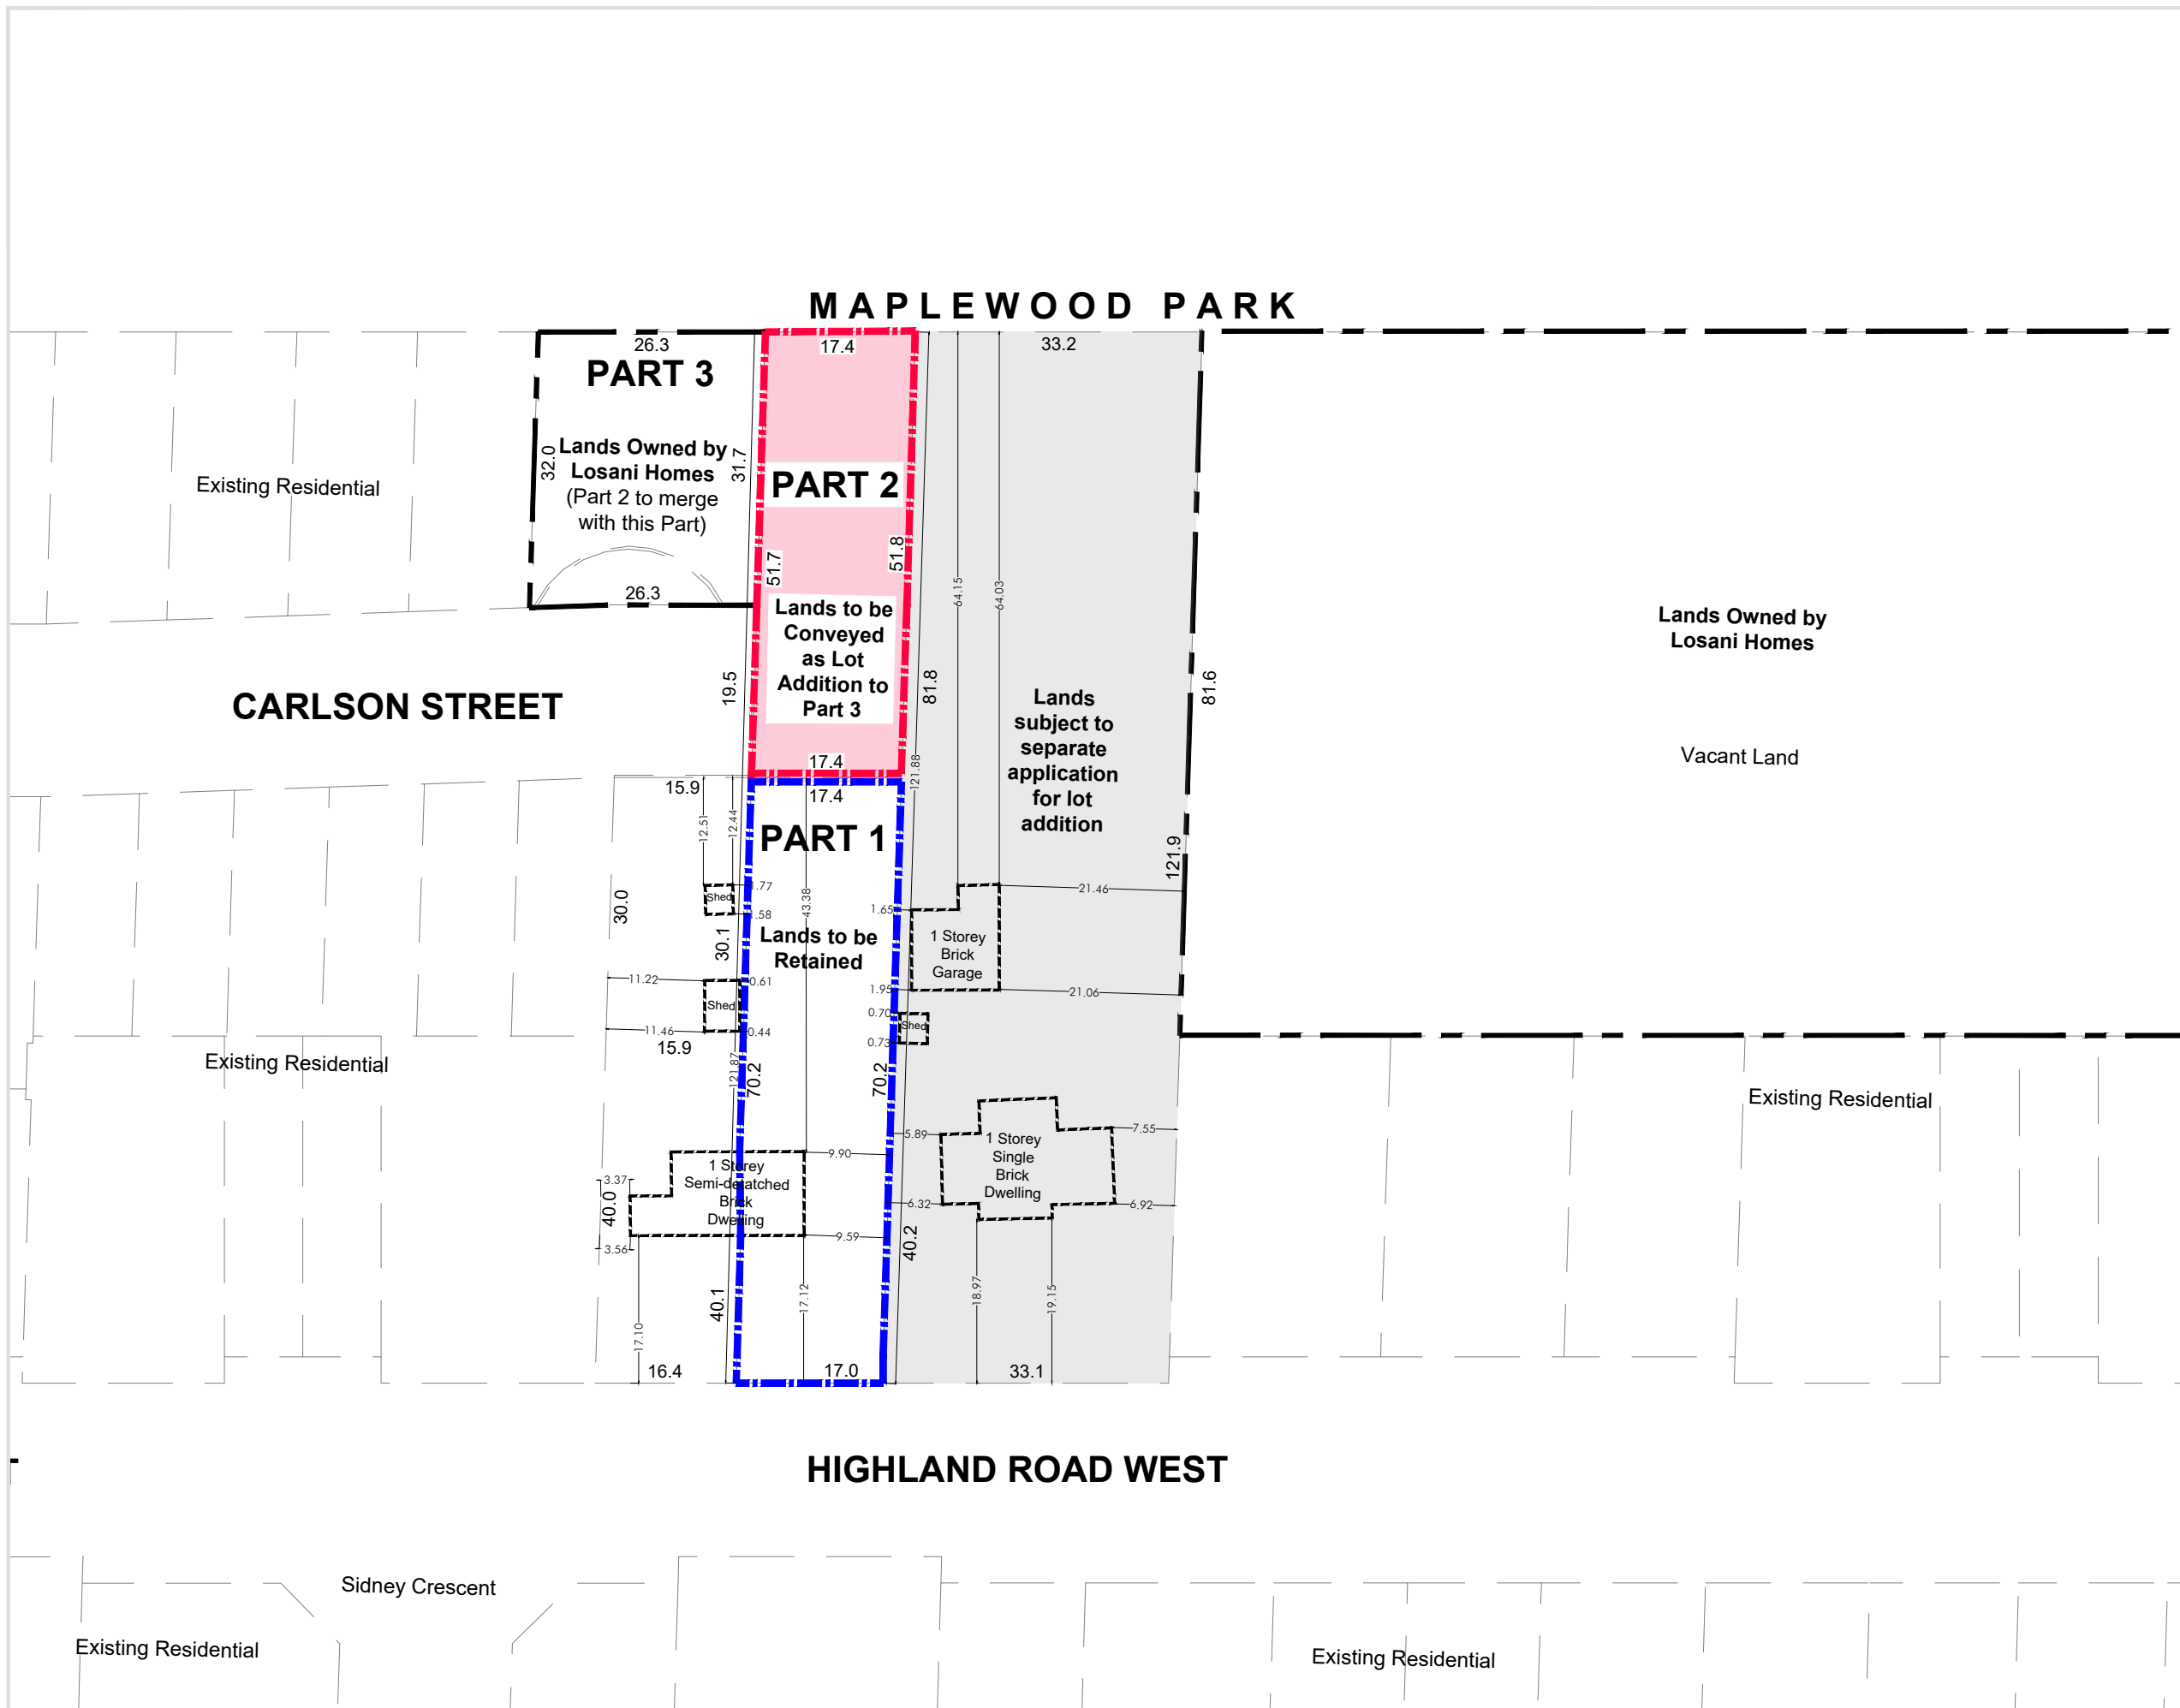 MAPLEWOOD PARK
26.3
17.4
33.2
PART 3
32.0
Lands Owned by
Losani Homes
(Part 2 to merge
with this Part)
31.7
26.3
Existing Residential
PART 2
51.7
51.8
Lands to be
Conveyed
as Lot
Addition to
Part 3
17.4
64.15
64.03
81.8
121.88
Lands
subject to
separate
application
for lot
addition
81.6
121.9
Lands Owned by
Losani Homes
Vacant Land
CARLSON STREET
19.5
15.9
17.4
PART 1
12.51
12.44
43.38
Shed
1.77
1.58
30.0
30.1
Lands to be
Retained
1.65
21.46
1 Storey
Brick
Garage
1.95
21.06
11.22
0.61
Shed
11.46
0.44
15.9
0.70
Shed
0.73
Existing Residential
121.87
70.2
70.2
Existing Residential
5.89
1 Storey
Single
Brick
Dwelling
7.55
6.32
6.92
9.90
1 Storey
Semi-detatched
Brick
Dwelling
3.37
40.0
3.56
9.59
40.2
40.1
17.10
17.12
18.97
19.15
16.4
17.0
33.1
HIGHLAND ROAD WEST
Sidney Crescent
Existing Residential
Existing Residential